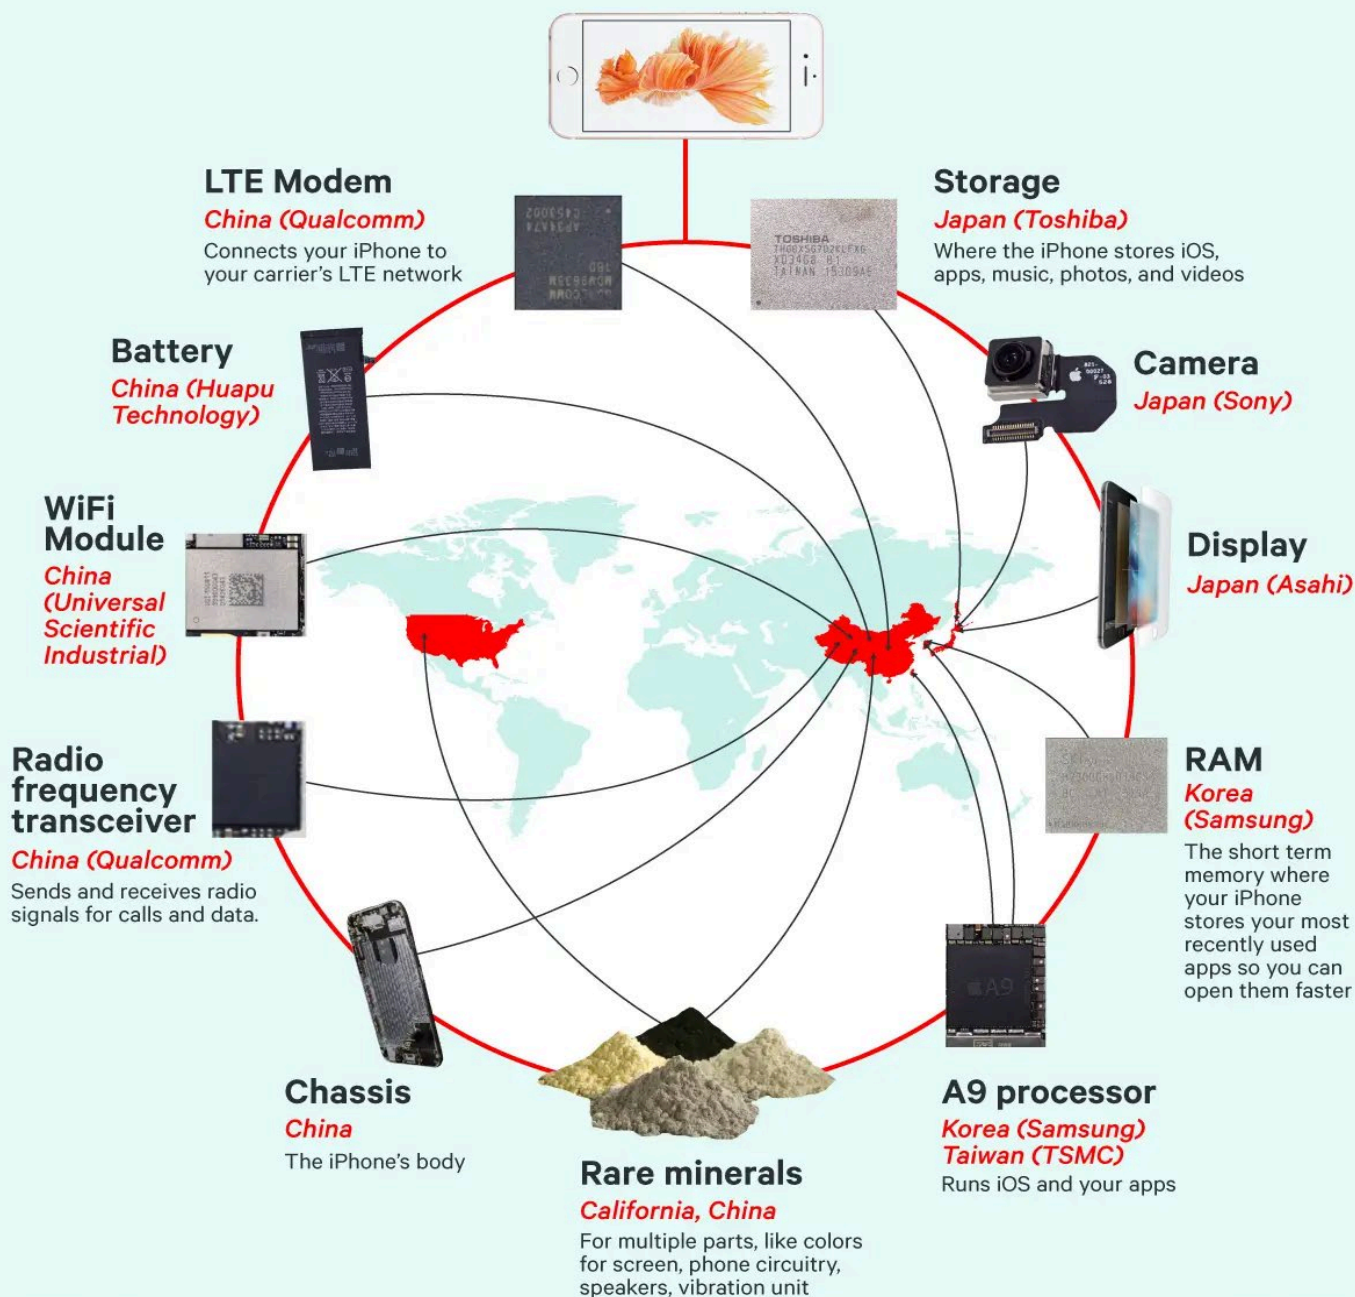 LTE Modem
China (Qualcomm)
Connects your iPhone to
your carrier's LTE network
Storage
Japan (Toshiba)
Where the iPhone stores iOS,
apps, music, photos, and videos
TOSHIBA
TAIWAN
Battery
China (Huapu
Technology)
Camera
Japan (Sony)
WiFi
Module
China
(Universal
Scientific
Industrial)
Display
Japan (Asahi)
Radio
frequency
transceiver
China (Qualcomm)
Sends and receives radio
signals for calls and data.
RAM
Korea
(Samsung)
The short term
memory where
your iPhone
stores your most
recently used
apps so you can
open them faster
A9
Chassis
China
The iPhone's body
Rare minerals
California, China
For multiple parts, like colors
for screen, phone circuitry,
speakers, vibration unit
A9 processor
Korea (Samsung)
Taiwan (TSMC)
Runs iOS and your apps